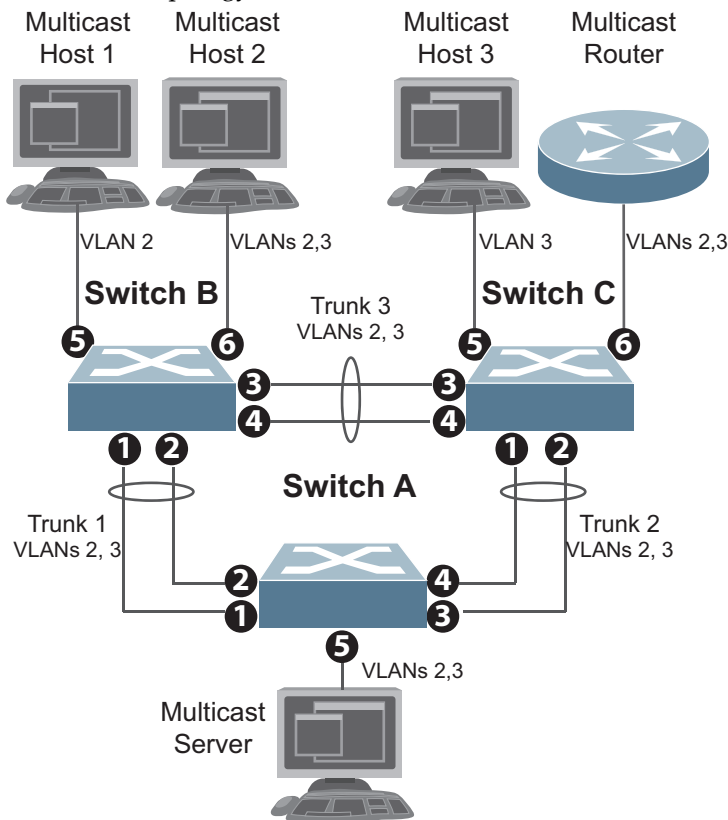 Multicast Host 1
Multicast Host 2
Multicast Host 3
Multicast Router
VLAN 2
VLANs 2,3
VLAN 3
VLANs 2,3
Switch B
Trunk 3
VLANs 2, 3
Switch C
5
6
5
6
3
3
4
4
1
2
1
2
Switch A
Trunk 1
VLANs 2, 3
Trunk 2
VLANs 2, 3
2
4
1
3
5
VLANs 2,3
Multicast
Server